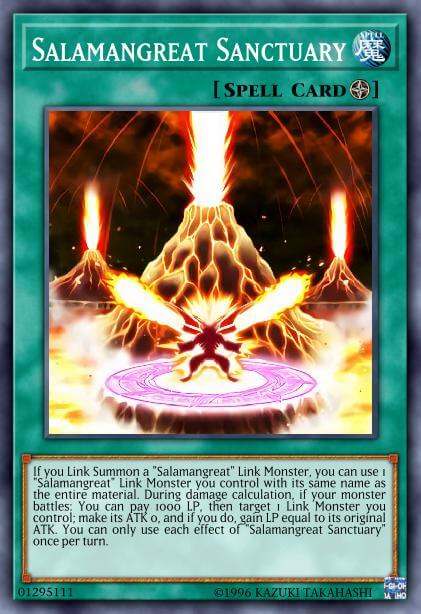 SALAMANGREAT SANCTUARY
SPELL
魔
[SPELL CARD]
If you Link Summon a "Salamangreat" Link Monster, you can use 1
"Salamangreat" Link Monster you control with its same name as
the entire material. During damage calculation, if your monster
battles: You can pay 1000 LP, then target 1 Link Monster you
control; make its ATK 0, and if you do, gain LP equal to its original
ATK. You can only use each effect of "Salamangreat Sanctuary"
once per turn.
01295111
©1996 KAZUKI TAKAHASHI